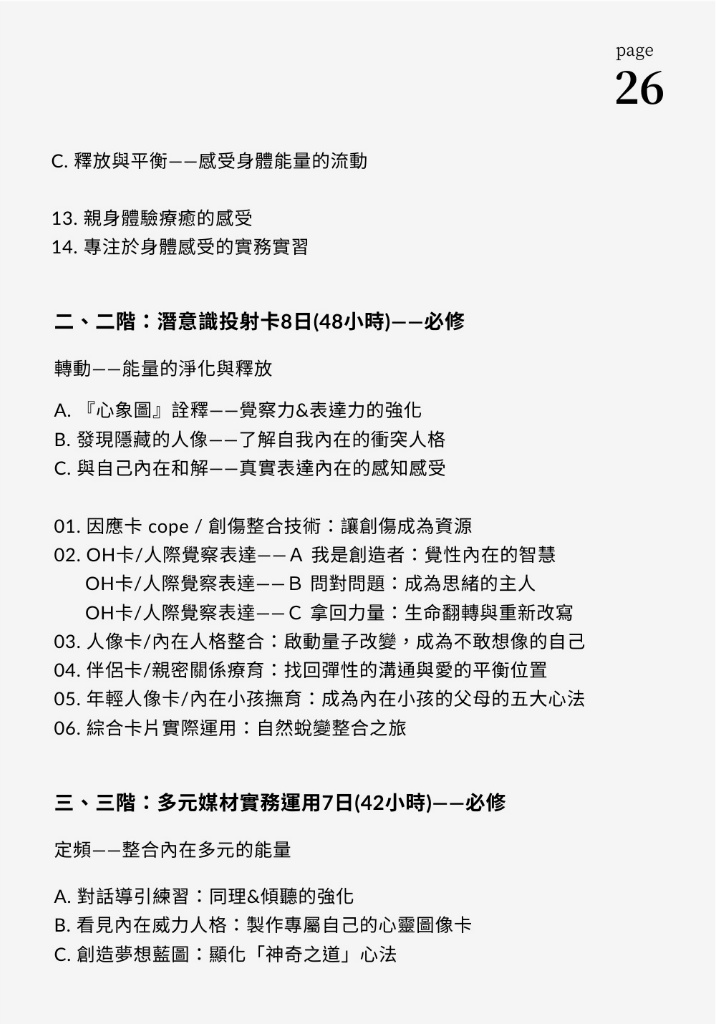 page
26
C. 釋放與平衡——感受身體能量的流動
13. 親身體驗療癒的感受
14. 專注於身體感受的實務實習
二、二階：潛意識投射卡8日(48小時)——必修
轉動——能量的淨化與釋放
A. 『心象圖』詮釋——覺察力&表達力的強化
B. 發現隱藏的人像——了解自我內在的衝突人格
C. 與自己內在和解——真實表達內在的感知感受
01. 因應卡 cope / 創傷整合技術：讓創傷成為資源
02. OH卡/人際覺察表達——A 我是創造者：覺性內在的智慧
OH卡/人際覺察表達——B 問對問題：成為思緒的主人
OH卡/人際覺察表達——C 拿回力量：生命翻轉與重新改寫
03. 人像卡/內在人格整合：啟動量子改變，成為不敢想像的自己
04. 伴侶卡/親密關係療育：找回彈性的溝通與愛的平衡位置
05. 年輕人像卡/內在小孩撫育：成為內在小孩的父母的五大心法
06. 綜合卡片實際運用：自然蛻變整合之旅
三、三階：多元媒材實務運用7日(42小時)——必修
定頻——整合內在多元的能量
A. 對話導引練習：同理&傾聽的強化
B. 看見內在威力人格：製作專屬自己的心靈圖像卡
C. 創造夢想藍圖：顯化「神奇之道」心法